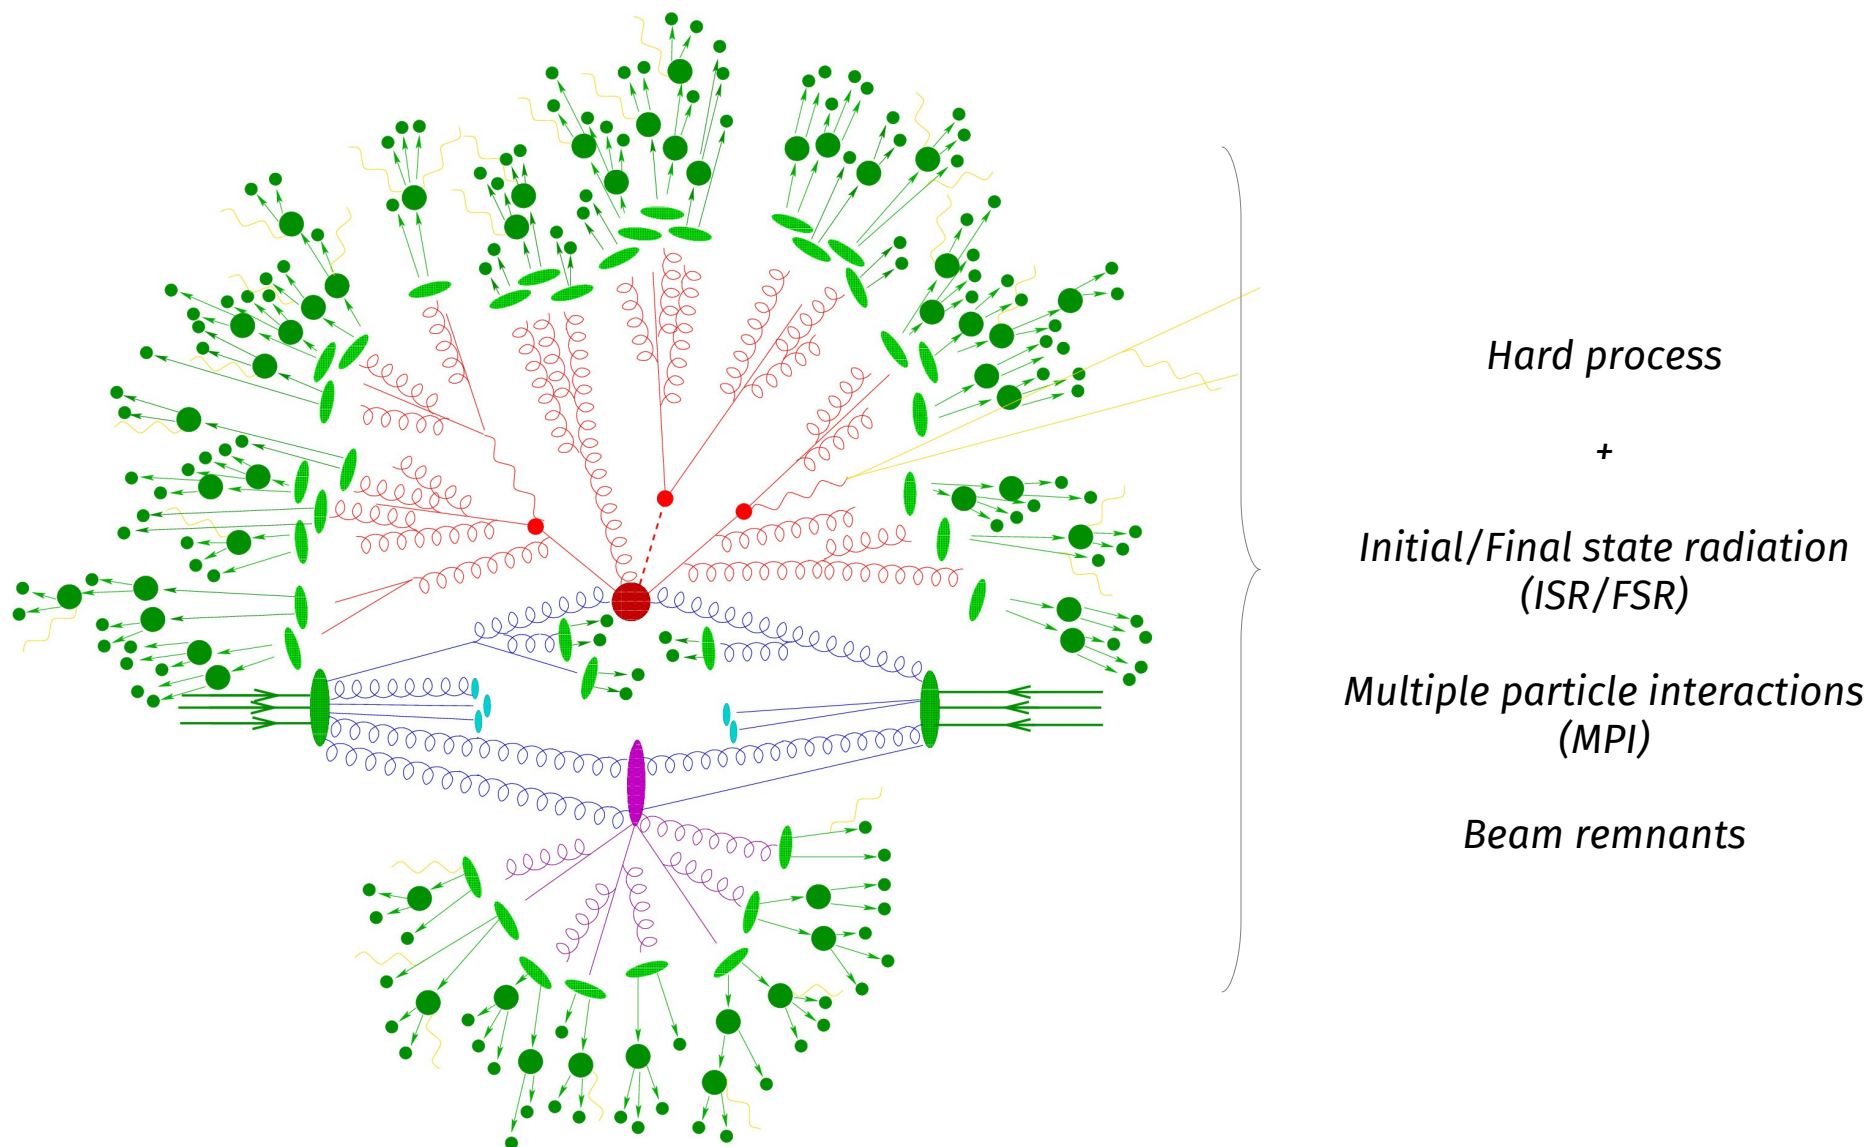 Hard process
+
Initial/Final state radiation
(ISR/FSR)
Multiple particle interactions
(MPI)
Beam remnants